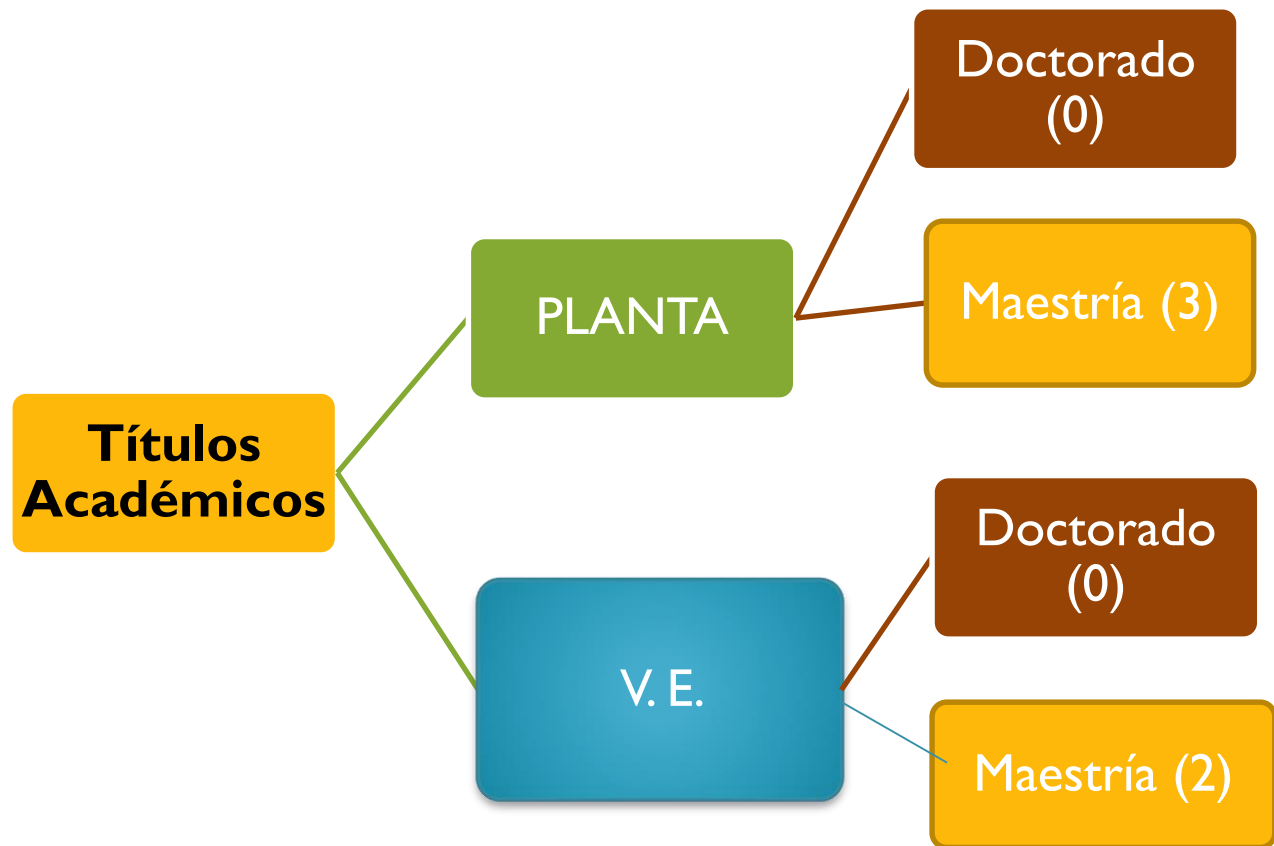 Títulos
Académicos
PLANTA
Doctorado
(0)
Maestría (3)
V. E.
Doctorado
(0)
Maestría (2)